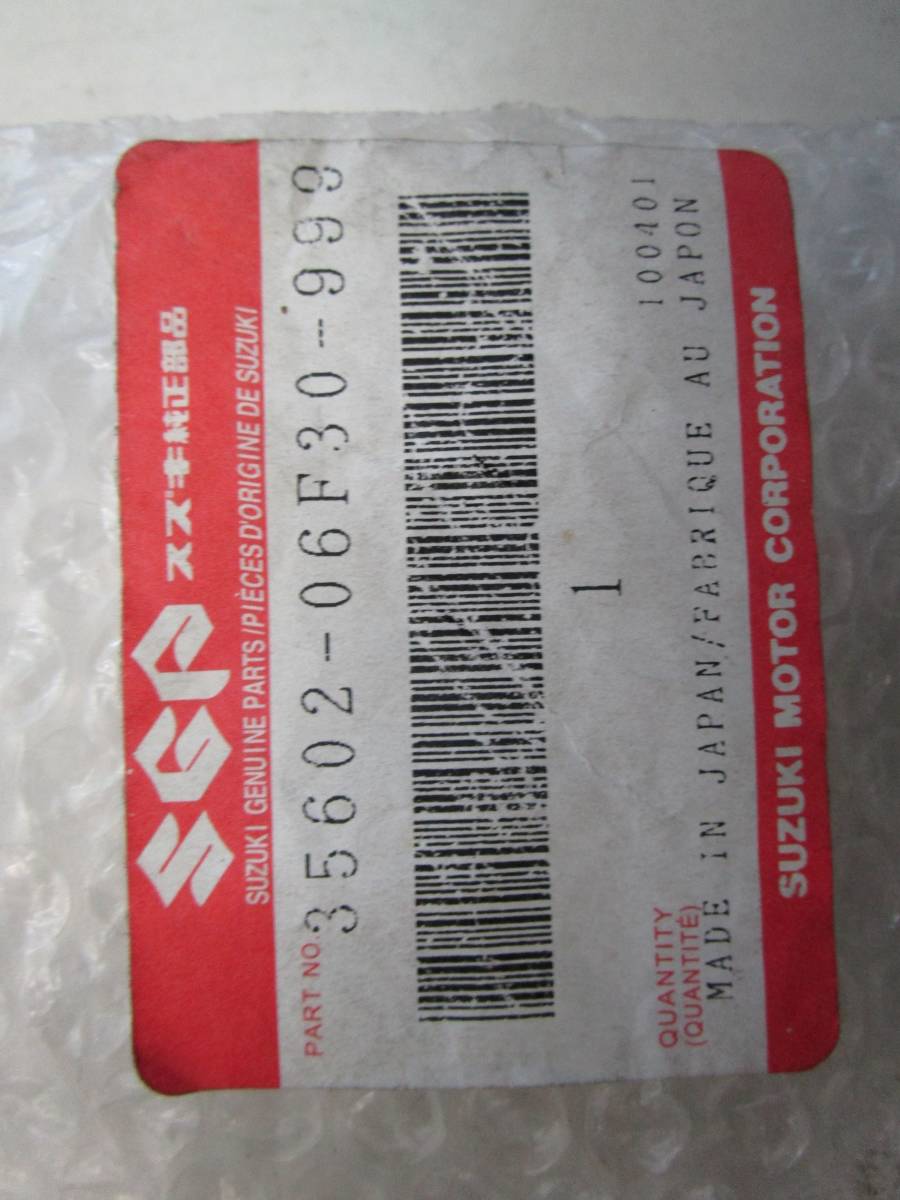 SGP スズキ純正部品
SUZUKI GENUINE PARTS/PIÈCES D'ORIGINE DE SUZUKI
PART NO. 35602-06F30-999
1
100401
QUANTITY
(QUANTITÉ)
MADE IN JAPAN/FABRIQUE AU JAPON
SUZUKI MOTOR CORPORATION